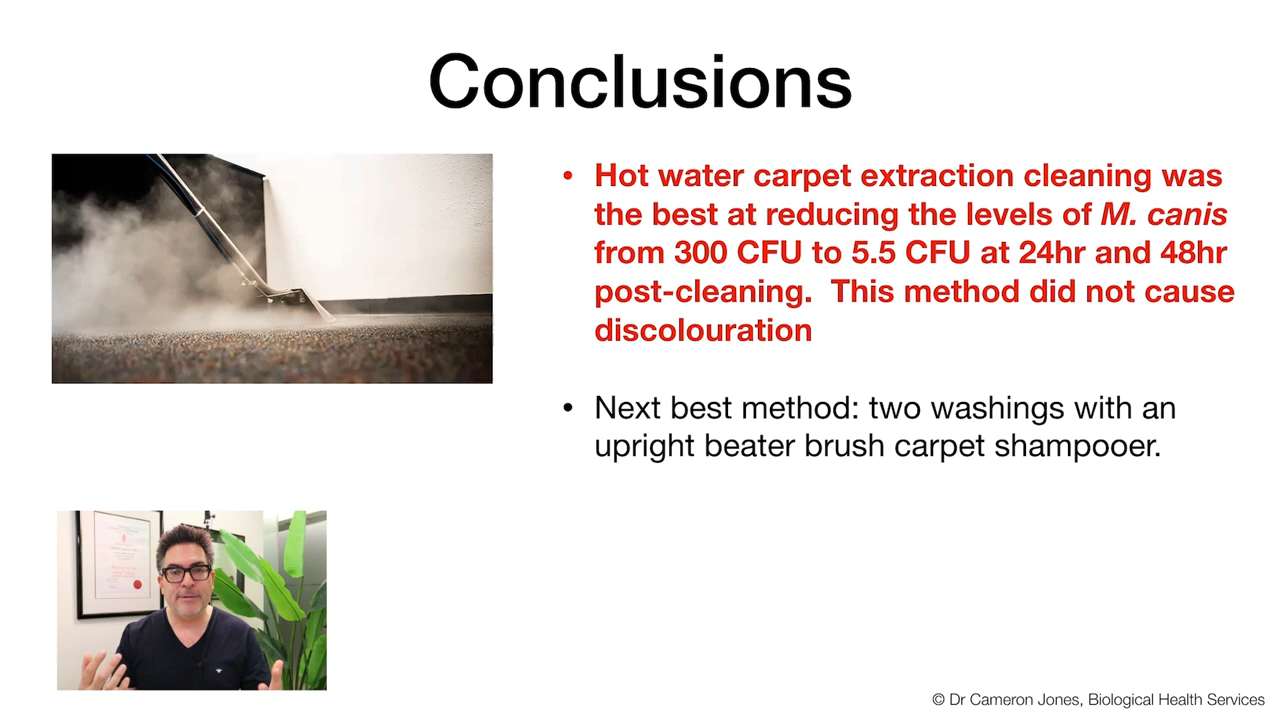 Conclusions
• Hot water carpet extraction cleaning was
the best at reducing the levels of M. canis
from 300 CFU to 5.5 CFU at 24hr and 48hr
post-cleaning.  This method did not cause
discolouration
• Next best method: two washings with an
upright beater brush carpet shampooer.
© Dr Cameron Jones, Biological Health Services